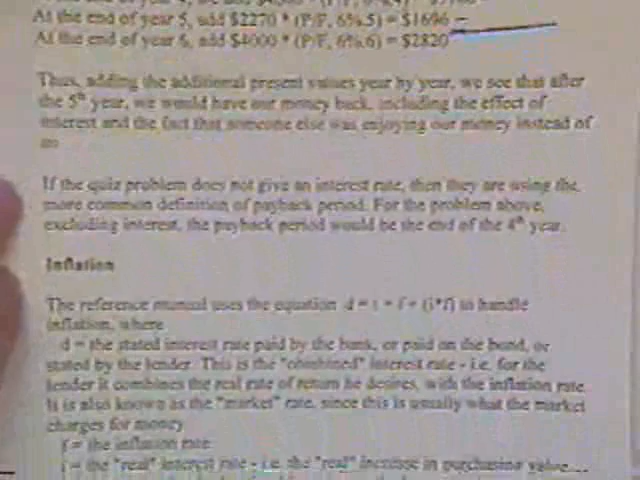 At the end of year 5, add $2270 * (P/F, 6%,5) = $1696
At the end of year 6, add $4000 * (P/F, 6%,6) = $2820
Thus, adding the additional present values year by year, we see that after
the 5th year, we would have our money back, including the effect of
interest and the fact that someone else was enjoying our money instead of
us
If the quiz problem does not give an interest rate, then they are using the
more common definition of payback period. For the problem above,
excluding interest, the payback period would be the end of the 4th year.
Inflation
The reference manual uses the equation d = i + f + (i*f) to handle
inflation, where
d = the stated interest rate paid by the bank, or paid on the bond, or
stated by the lender. This is the "combined" interest rate - i.e. for the
lender it combines the real rate of return he desires, with the inflation rate.
It is also known as the "market" rate, since this is usually what the market
charges for money
f = the inflation rate
i = the "real" interest rate - i.e. the "real" increase in purchasing value